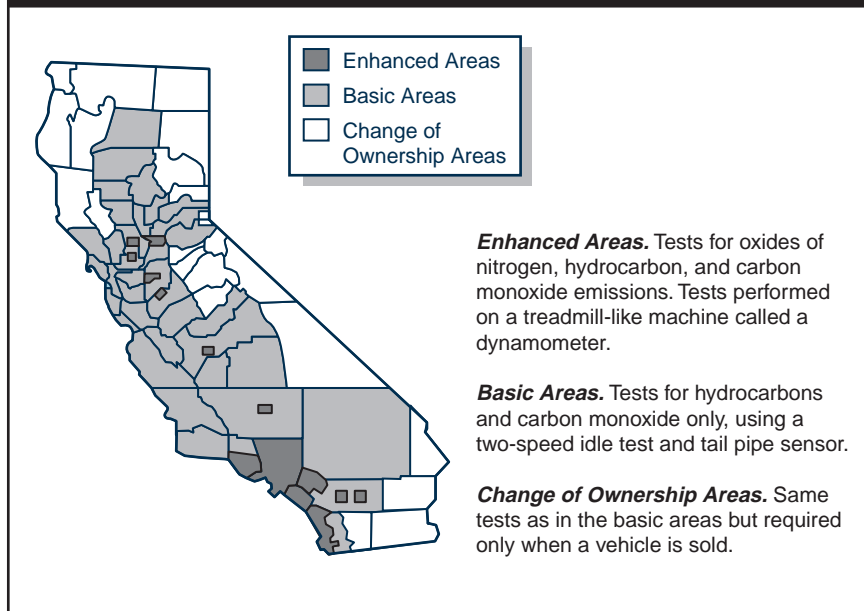 Enhanced Areas
Basic Areas
Change of
Ownership Areas
Enhanced Areas. Tests for oxides of
nitrogen, hydrocarbon, and carbon
monoxide emissions. Tests performed
on a treadmill-like machine called a
dynamometer.
Basic Areas. Tests for hydrocarbons
and carbon monoxide only, using a
two-speed idle test and tail pipe sensor.
Change of Ownership Areas. Same
tests as in the basic areas but required
only when a vehicle is sold.